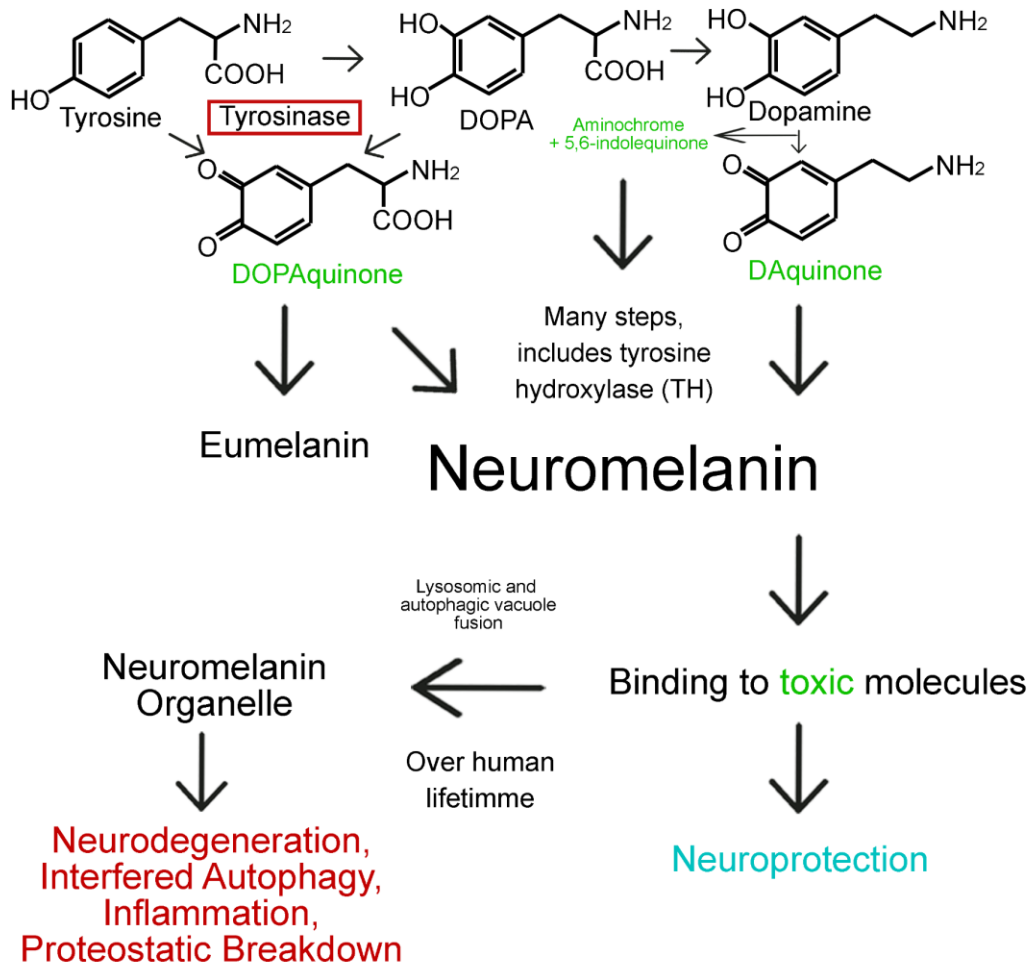 NH₂
COOH
HO
Tyrosine
Tyrosinase
HO
HO
NH₂
COOH
DOPA
HO
HO
NH₂
Dopamine
Aminochrome
+ 5,6-indolequinone
O
O
NH₂
COOH
DOPAquinone
O
O
NH₂
DAquinone
Many steps,
includes tyrosine
hydroxylase (TH)
Eumelanin
Neuromelanin
Lysosomic and
autophagic vacuole
fusion
Neuromelanin
Organelle
Binding to toxic molecules
Over human
lifetimme
Neurodegeneration,
Interfered Autophagy,
Inflammation,
Proteostatic Breakdown
Neuroprotection